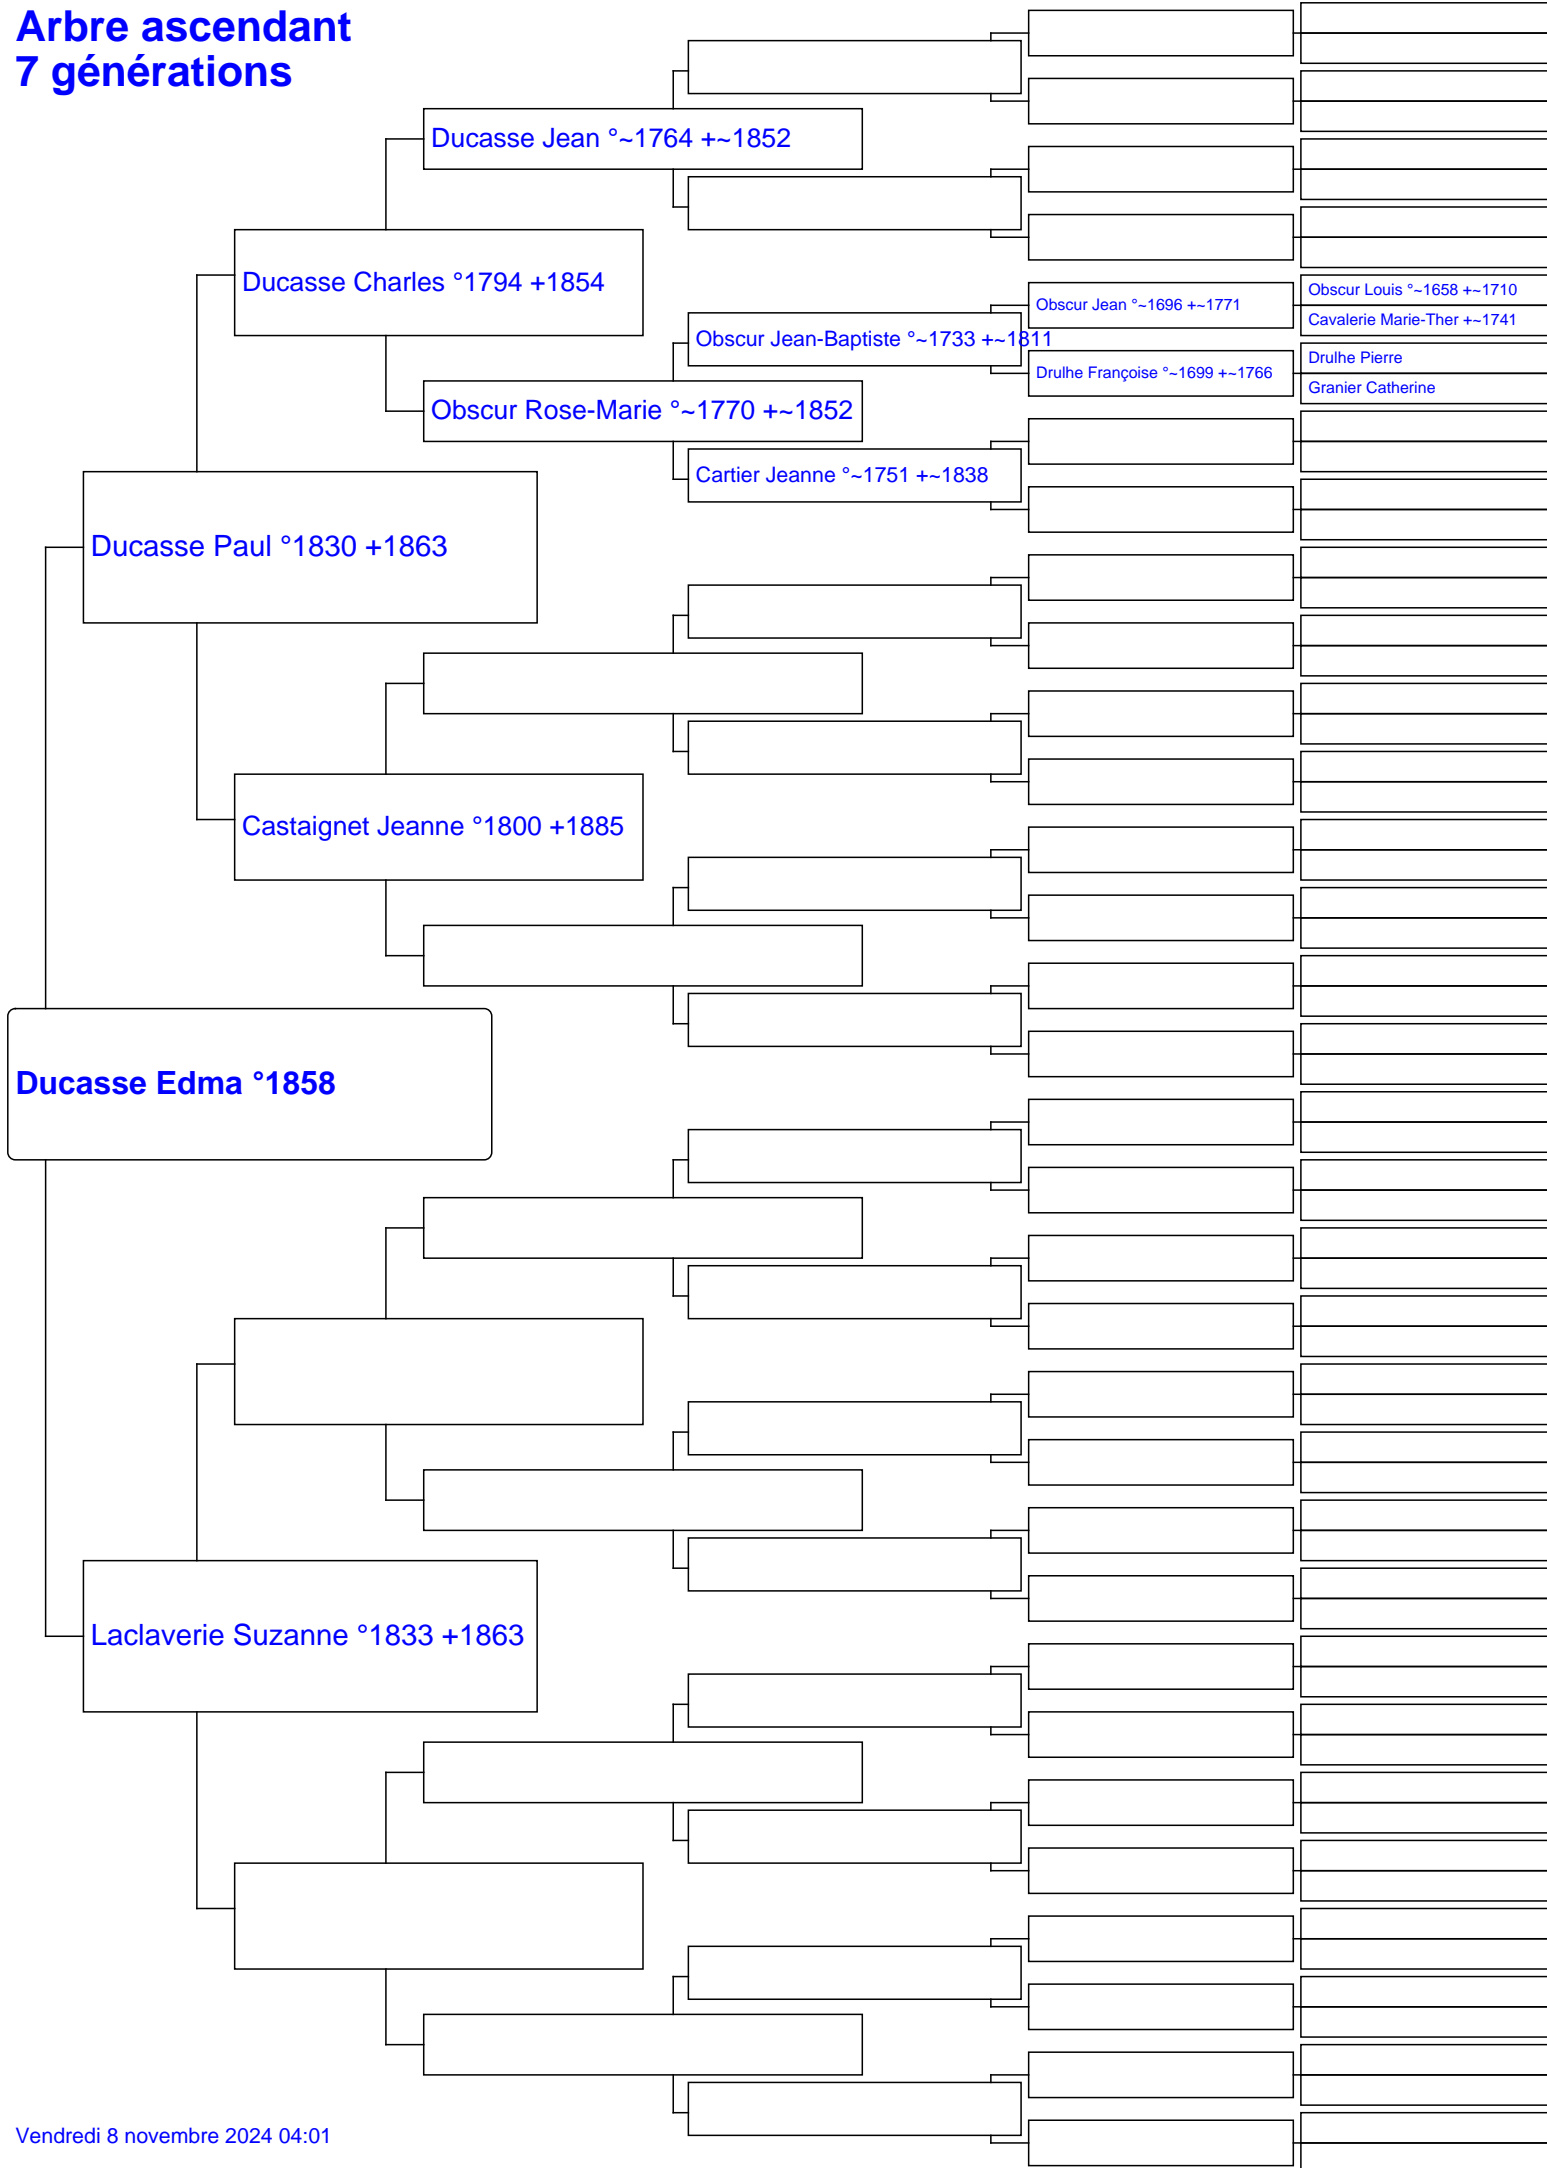 Arbre ascendant
7 générations
Ducasse Jean °~1764 +~1852
Ducasse Charles °1794 +1854
Obscur Louis °~1658 +~1710
Obscur Jean °~1696 +~1771
Cavalerie Marie-Ther +~1741
Obscur Jean-Baptiste °~1733 +~1811
Drulhe Pierre
Drulhe Françoise °~1699 +~1766
Granier Catherine
Obscur Rose-Marie °~1770 +~1852
Cartier Jeanne °~1751 +~1838
Ducasse Paul °1830 +1863
Castaignet Jeanne °1800 +1885
Ducasse Edma °1858
Laclaverie Suzanne °1833 +1863
Vendredi 8 novembre 2024 04:01